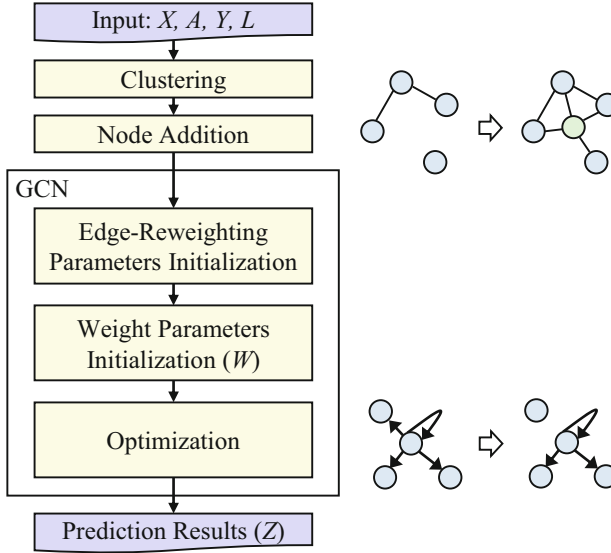 Input: X, A, Y, L
Clustering
Node Addition
GCN
Edge-Reweighting
Parameters Initialization
Weight Parameters
Initialization (W)
Optimization
Prediction Results (Z)